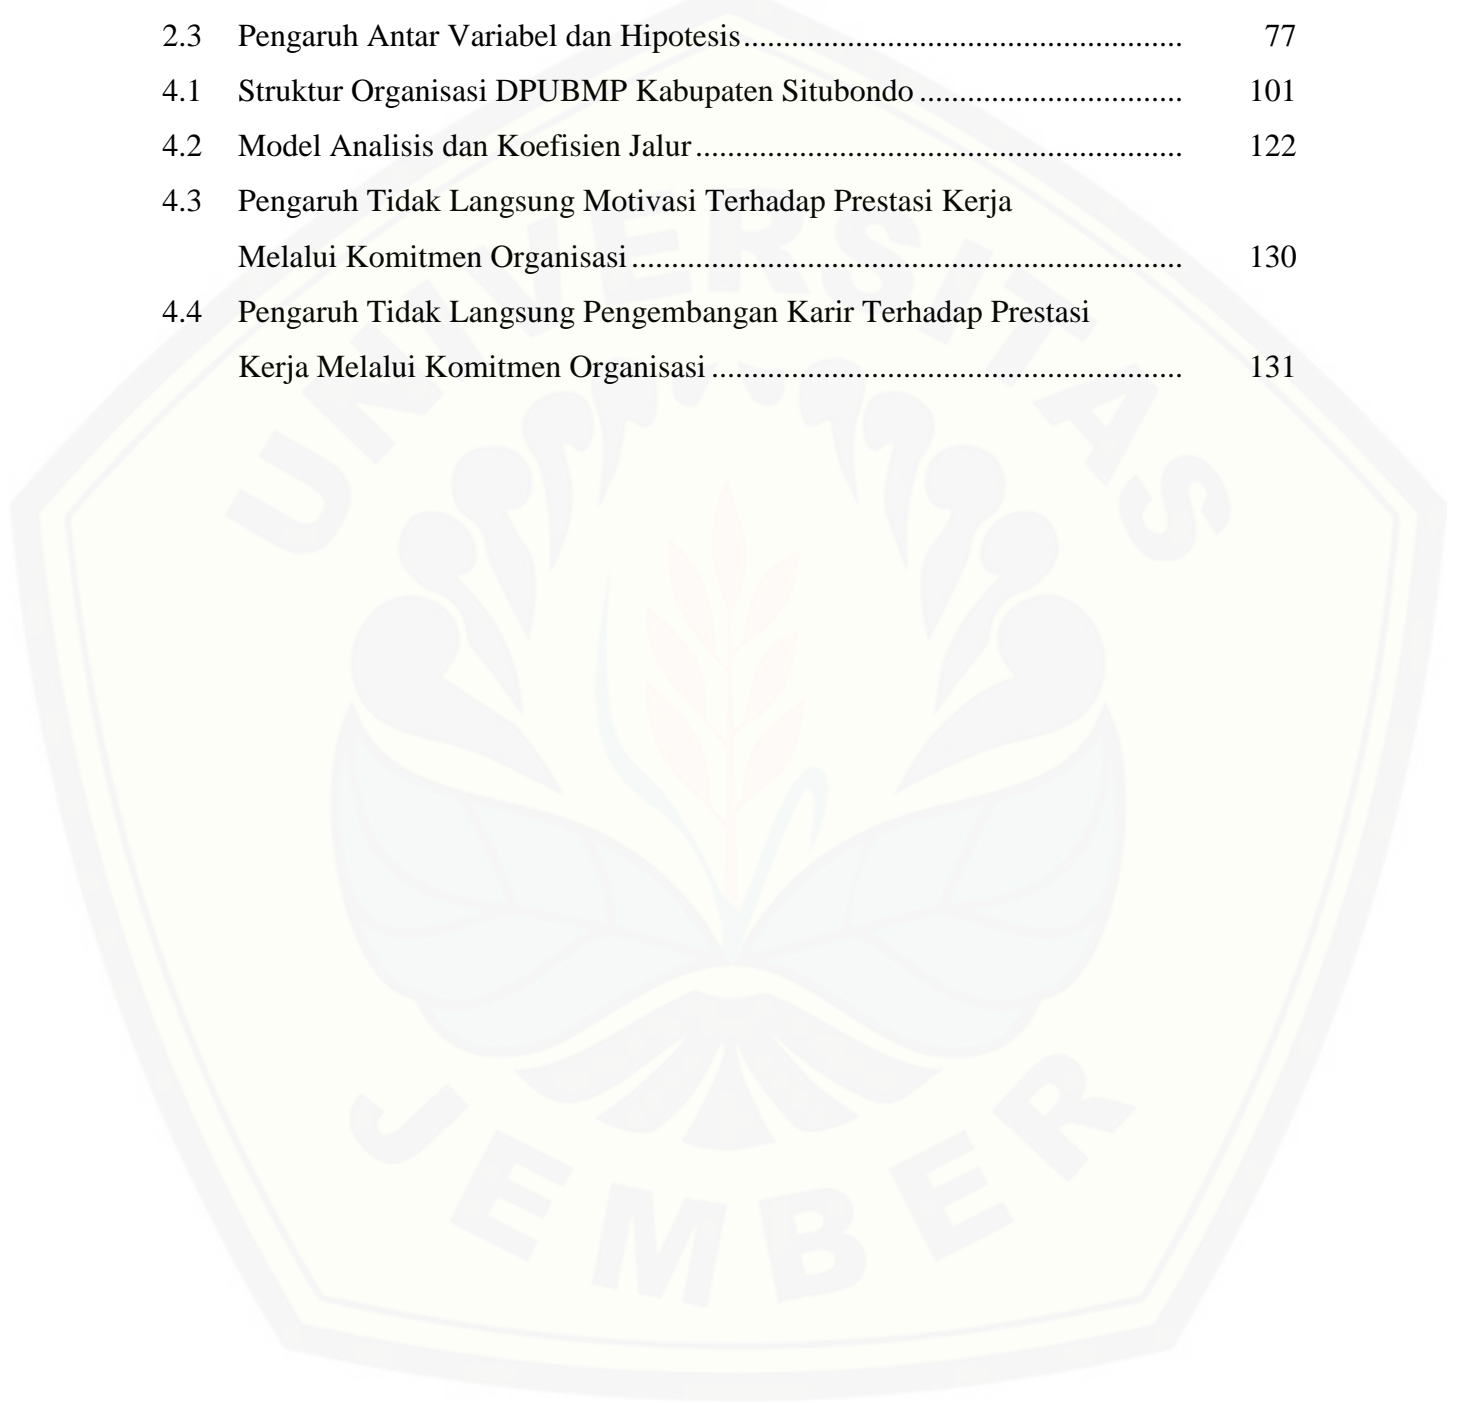 2.3 Pengaruh Antar Variabel dan Hipotesis........................................................ 77
4.1 Struktur Organisasi DPUBMP Kabupaten Situbondo ................................. 101
4.2 Model Analisis dan Koefisien Jalur............................................................. 122
4.3 Pengaruh Tidak Langsung Motivasi Terhadap Prestasi Kerja
Melalui Komitmen Organisasi..................................................................... 130
4.4 Pengaruh Tidak Langsung Pengembangan Karir Terhadap Prestasi
Kerja Melalui Komitmen Organisasi ........................................................... 131
UNIVERSITAS
JEMBER